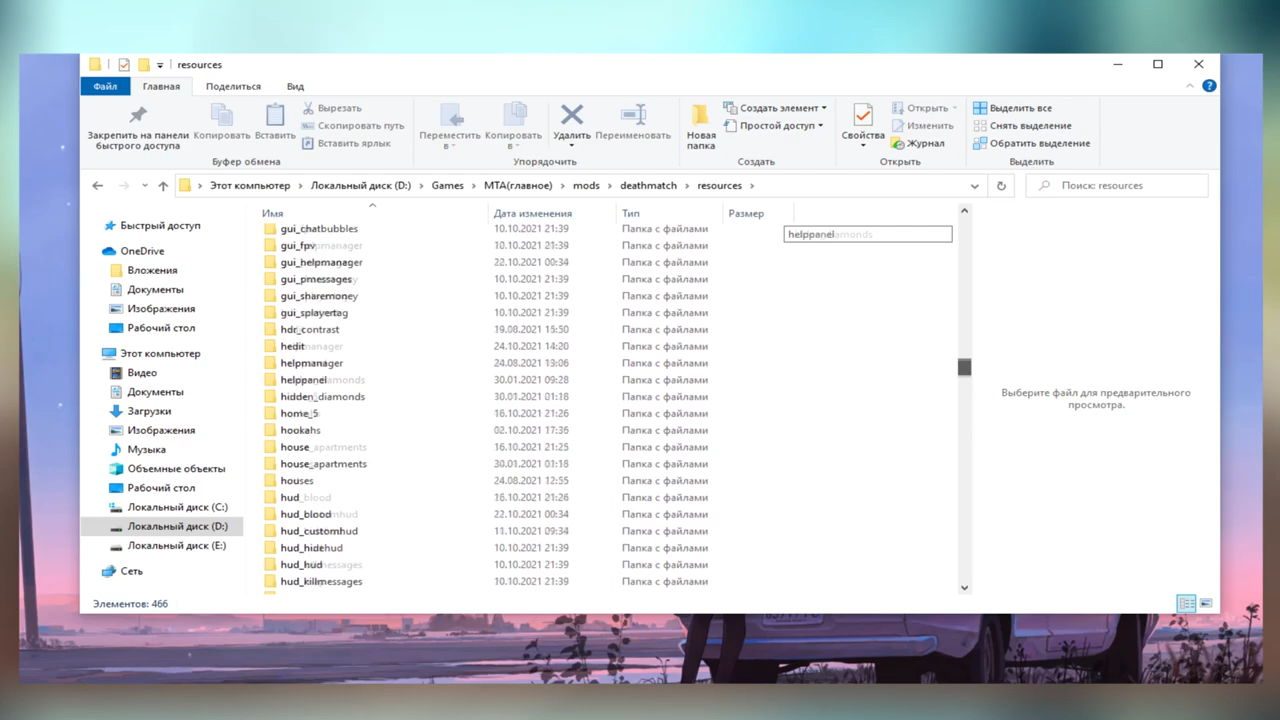 resources
Файл Главная Поделиться Вид
Закрепить на панели быстрого доступа
Копировать
Вставить
Вырезать
Скопировать путь
Вставить ярлык
Буфер обмена
Переместить в
Копировать в
Удалить
Переименовать
Упорядочить
Новая папка
Создать элемент
Простой доступ
Создать
Свойства
Открыть
Изменить
Журнал
Открыть
Выделить все
Снять выделение
Обратить выделение
Выделить
Этот компьютер > Локальный диск (D:) > Games > МТА(главное) > mods > deathmatch > resources >
Поиск: resources
Быстрый доступ
OneDrive
Вложения
Документы
Изображения
Рабочий стол
Этот компьютер
Видео
Документы
Загрузки
Изображения
Музыка
Объемные объекты
Рабочий стол
Локальный диск (C:)
Локальный диск (D:)
Локальный диск (E:)
Сеть
Имя Дата изменения Тип Размер
gui_chatbubbles 10.10.2021 21:39 Папка с файлами
gui_fpv 10.10.2021 21:39 Папка с файлами
gui_helpmanager 22.10.2021 00:34 Папка с файлами
gui_pmessages 10.10.2021 21:39 Папка с файлами
gui_sharemoney 10.10.2021 21:39 Папка с файлами
10.10.2021 21:39 Папка с файлами
hdr_contrast 19.08.2021 Папка с файлами
hedit 24.10.2021 14:20 Папка с файлами
helpmanager 24.08.2021 Папка с файлами
helppanel 30.01.2021 09:28 Папка с файлами
hidden_diamonds 30.01.2021 01:18 Папка с файлами
home_5 16.10.2021 21:26 Папка с файлами
hookahs 02.10.2021 17:36 Папка с файлами
house 16.10.2021 21:25 Папка с файлами
house_apartments 30.01.2021 01:18 Папка с файлами
houses 24.08.2021 12:55 Папка с файлами
hud 16.10.2021 21:26 Папка с файлами
hud_blood 22.10.2021 00:34 Папка с файлами
hud_customhud 11.10.2021 09:34 Папка с файлами
hud_hidehud 10.10.2021 21:39 Папка с файлами
hud_hud 10.10.2021 21:39 Папка с файлами
hud_killmessages 10.10.2021 21:39 Папка с файлами
helppanel
Выберите файл для предварительного
просмотра.
Элементов: 466